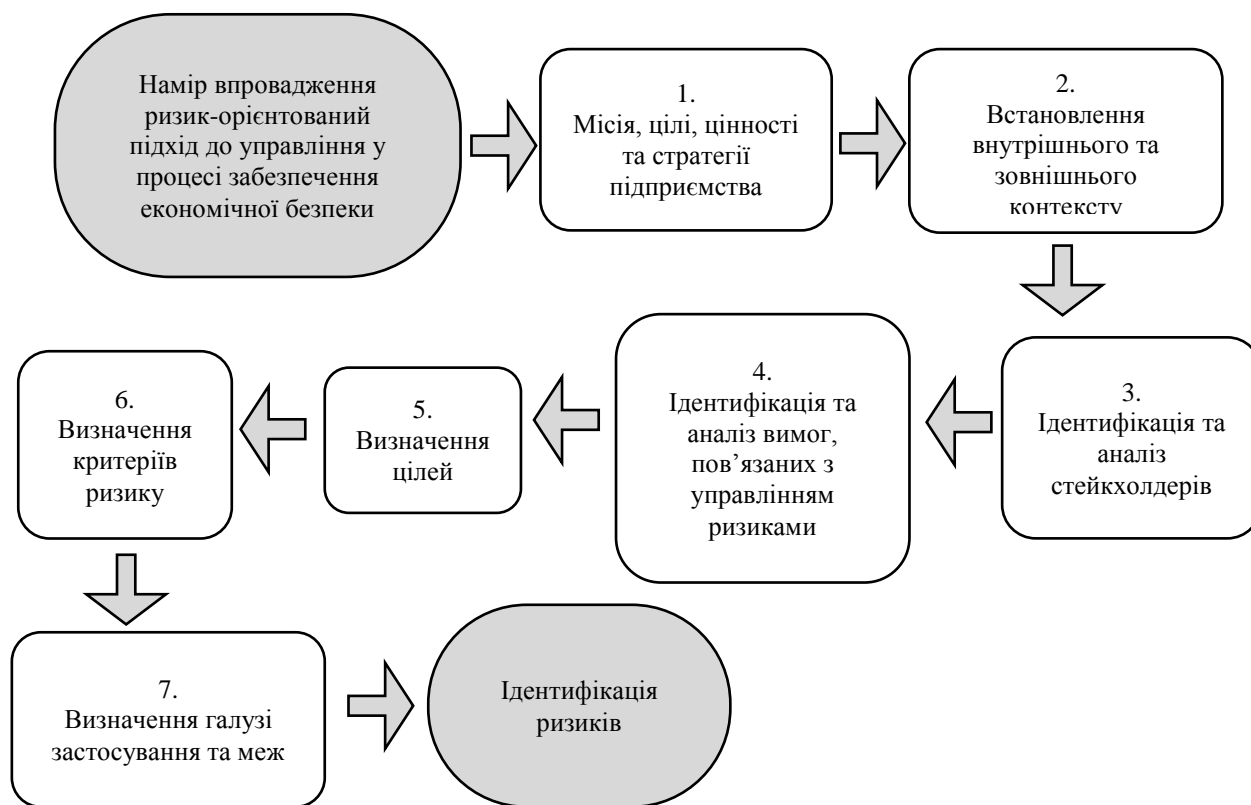 Намір впровадження
ризик-орієнтований
підхід до управління у
процесі забезпечення
економічної безпеки
1.
Місія, цілі, цінності
та стратегії
підприємства
2.
Встановлення
внутрішнього та
зовнішнього
контексту
3.
Ідентифікація та
аналіз
стейкхолдерів
4.
Ідентифікація та
аналіз вимог,
пов’язаних з
управлінням
ризиками
5.
Визначення
цілей
6.
Визначення
критеріїв
ризику
7.
Визначення галузі
застосування та меж
Ідентифікація
ризиків